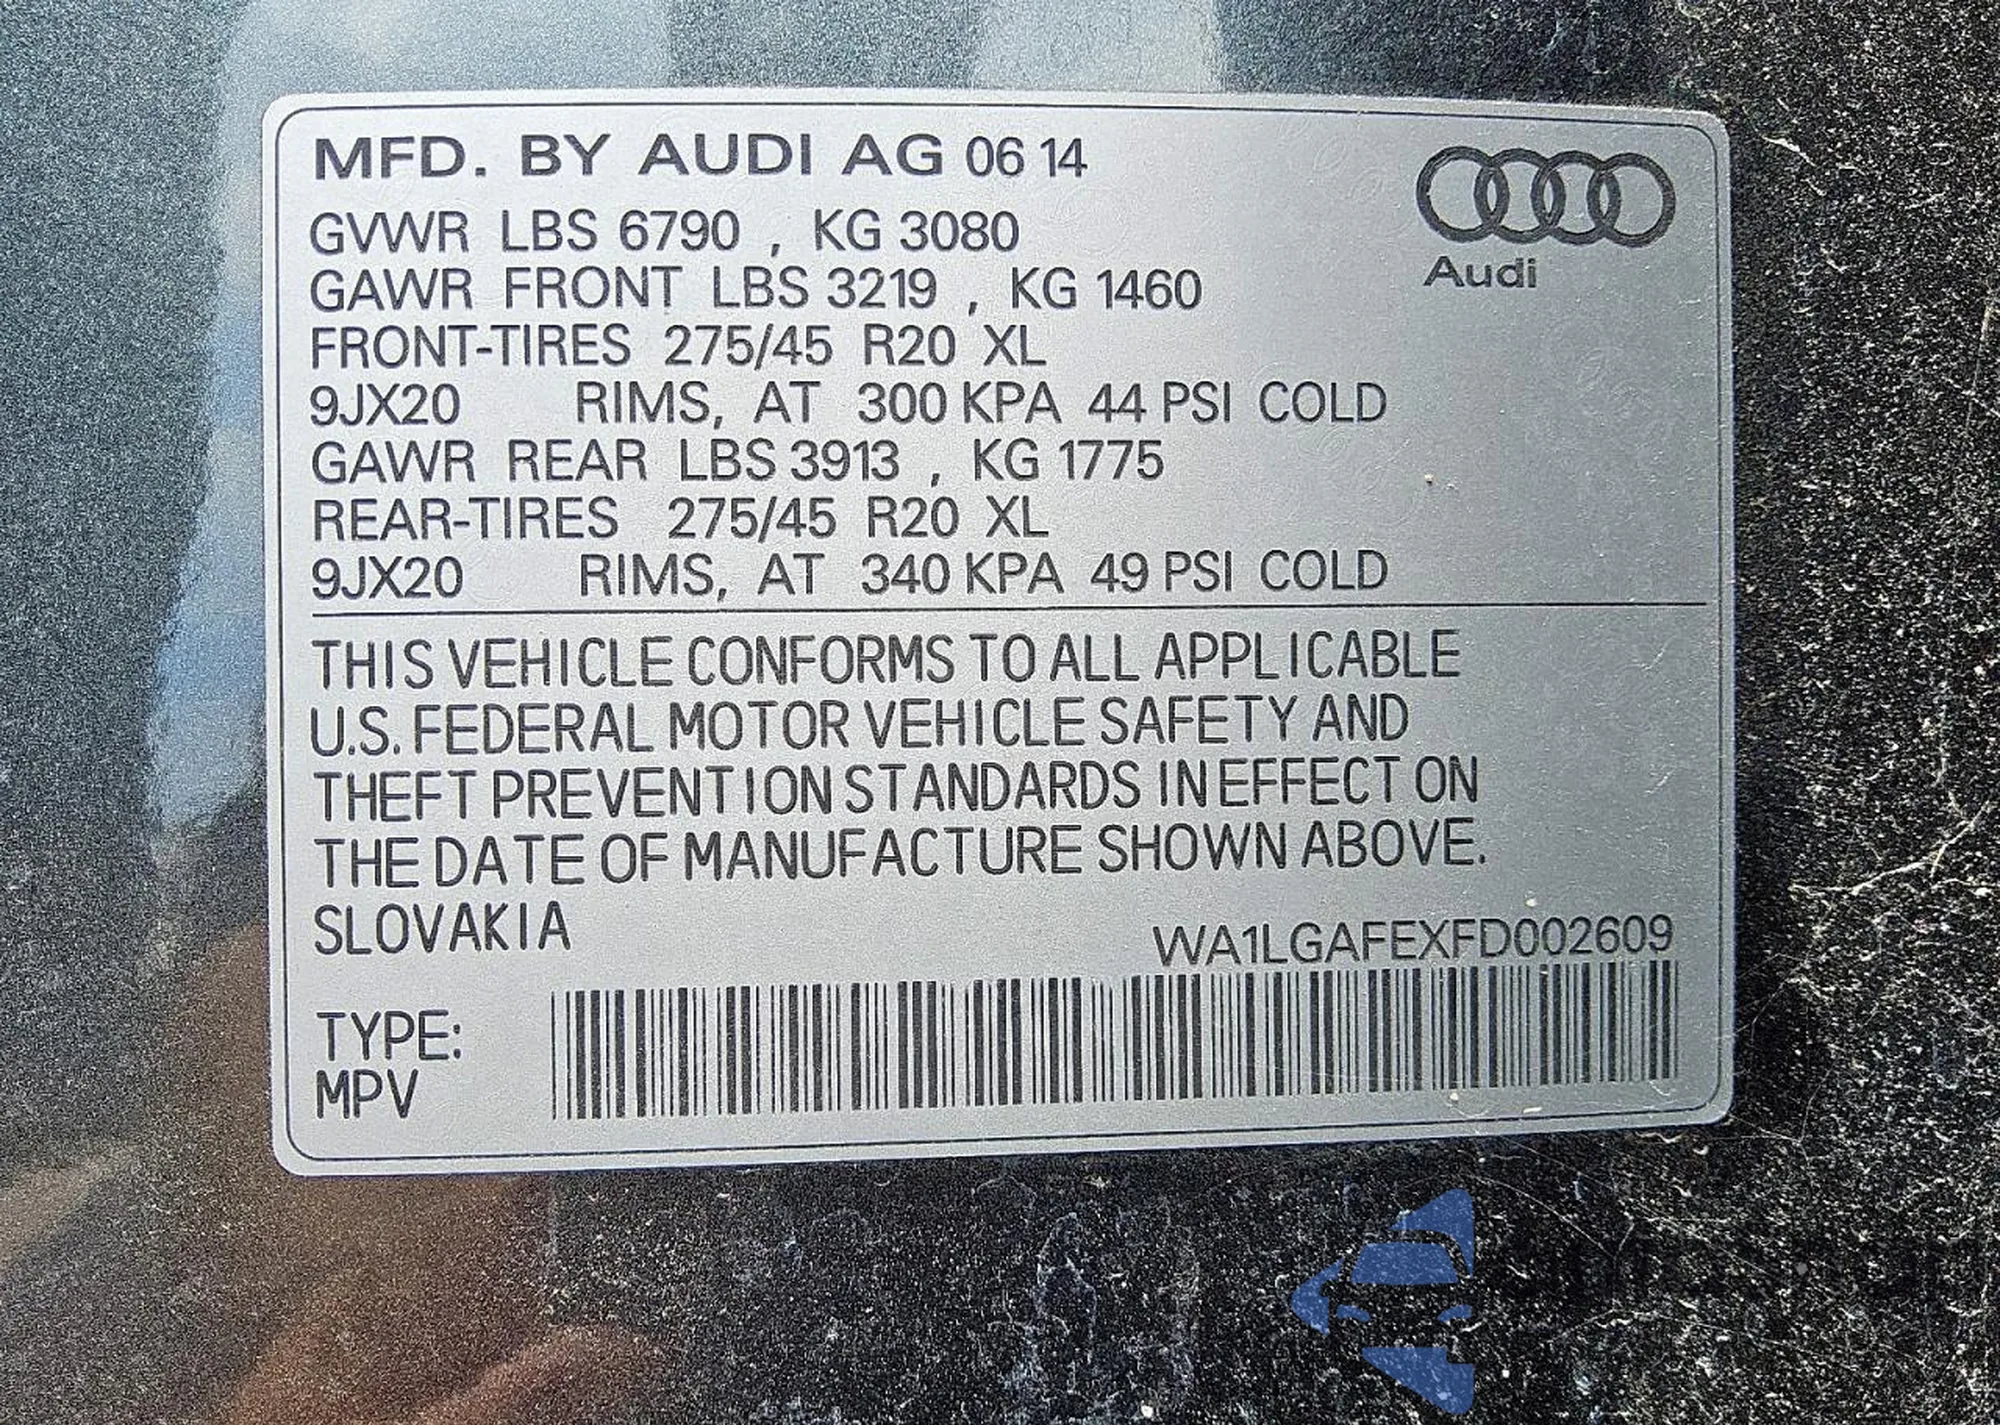 MFD. BY AUDI AG 06 14
GVWR LBS 6790 , KG 3080
GAWR FRONT LBS 3219 , KG 1460
FRONT-TIRES 275/45 R20 XL
9JX20 RIMS, AT 300 KPA 44 PSI COLD
GAWR REAR LBS 3913 , KG 1775
REAR-TIRES 275/45 R20 XL
9JX20 RIMS, AT 340 KPA 49 PSI COLD
Audi
THIS VEHICLE CONFORMS TO ALL APPLICABLE
U.S. FEDERAL MOTOR VEHICLE SAFETY AND
THEFT PREVENTION STANDARDS IN EFFECT ON
THE DATE OF MANUFACTURE SHOWN ABOVE.
SLOVAKIA
WA1LGAFEXFD002609
TYPE:
MPV